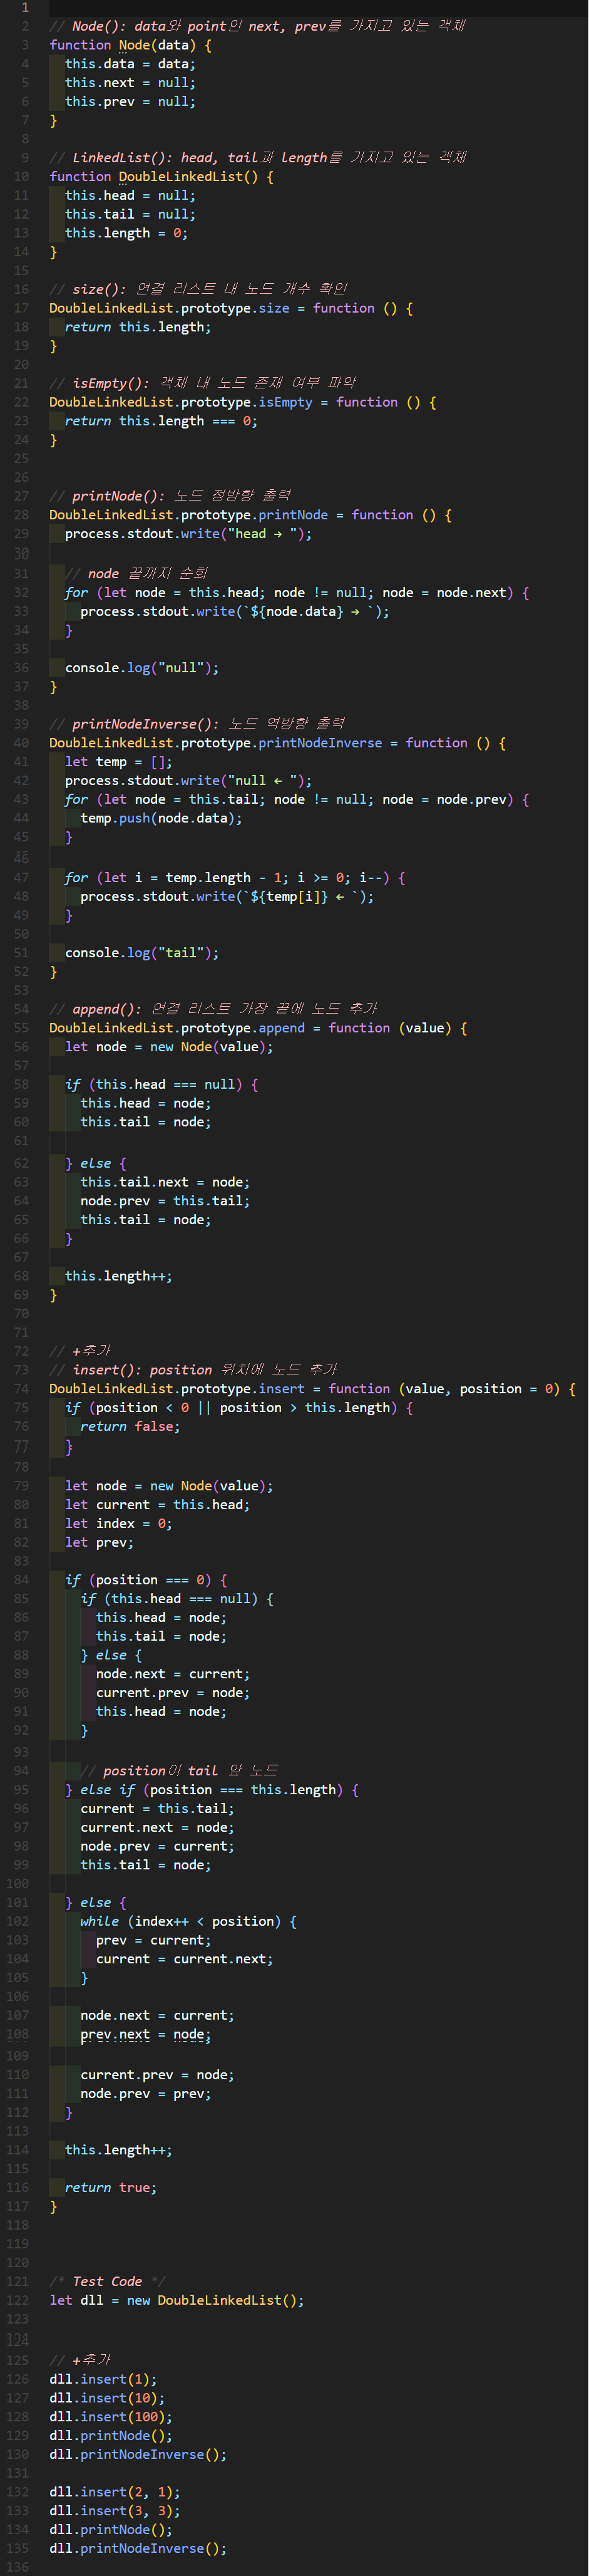 1
2 // Node(): data와 point인 next, prev를 가지고 있는 객체
3 function Node(data) {
4 this.data = data;
5 this.next = null;
6 this.prev = null;
7 }
8
9 // LinkedList(): head, tail과 length를 가지고 있는 객체
10 function DoubleLinkedList() {
11 this.head = null;
12 this.tail = null;
13 this.length = 0;
14 }
15
16 // size(): 연결 리스트 내 노드 개수 확인
17 DoubleLinkedList.prototype.size = function () {
18 return this.length;
19 }
20
21 // isEmpty(): 객체 내 노드 존재 여부 파악
22 DoubleLinkedList.prototype.isEmpty = function () {
23 return this.length === 0;
24 }
25
26
27 // printNode(): 노드 정방향 출력
28 DoubleLinkedList.prototype.printNode = function () {
29 process.stdout.write("head → ");
30
31 // node 끝까지 순회
32 for (let node = this.head; node != null; node = node.next) {
33 process.stdout.write(`${node.data} → `);
34 }
35
36 console.log("null");
37 }
38
39 // printNodeInverse(): 노드 역방향 출력
40 DoubleLinkedList.prototype.printNodeInverse = function () {
41 let temp = [];
42 process.stdout.write("null ← ");
43 for (let node = this.tail; node != null; node = node.prev) {
44 temp.push(node.data);
45 }
46
47 for (let i = temp.length - 1; i >= 0; i--) {
48 process.stdout.write(`${temp[i]} ← `);
49 }
50
51 console.log("tail");
52 }
53
54 // append(): 연결 리스트 가장 끝에 노드 추가
55 DoubleLinkedList.prototype.append = function (value) {
56 let node = new Node(value);
57
58 if (this.head === null) {
59 this.head = node;
60 this.tail = node;
61
62 } else {
63 this.tail.next = node;
64 node.prev = this.tail;
65 this.tail = node;
66 }
67
68 this.length++;
69 }
70
71
72 // +추가
73 // insert(): position 위치에 노드 추가
74 DoubleLinkedList.prototype.insert = function (value, position = 0) {
75 if (position < 0 || position > this.length) {
76 return false;
77 }
78
79 let node = new Node(value);
80 let current = this.head;
81 let index = 0;
82 let prev;
83
84 if (position === 0) {
85 if (this.head === null) {
86 this.head = node;
87 this.tail = node;
88 } else {
89 node.next = current;
90 current.prev = node;
91 this.head = node;
92 }
93
94 // position이 tail 앞 노드
95 } else if (position === this.length) {
96 current = this.tail;
97 current.next = node;
98 node.prev = current;
99 this.tail = node;
100
101 } else {
102 while (index++ < position) {
103 prev = current;
104 current = current.next;
105 }
106
107 node.next = current;
108 prev.next = node;
109
110 current.prev = node;
111 node.prev = prev;
112 }
113
114 this.length++;
115
116 return true;
117 }
118
119
120
121 /* Test Code */
122 let dll = new DoubleLinkedList();
123
124
125 // +추가
126 dll.insert(1);
127 dll.insert(10);
128 dll.insert(100);
129 dll.printNode();
130 dll.printNodeInverse();
131
132 dll.insert(2, 1);
133 dll.insert(3, 3);
134 dll.printNode();
135 dll.printNodeInverse();
136